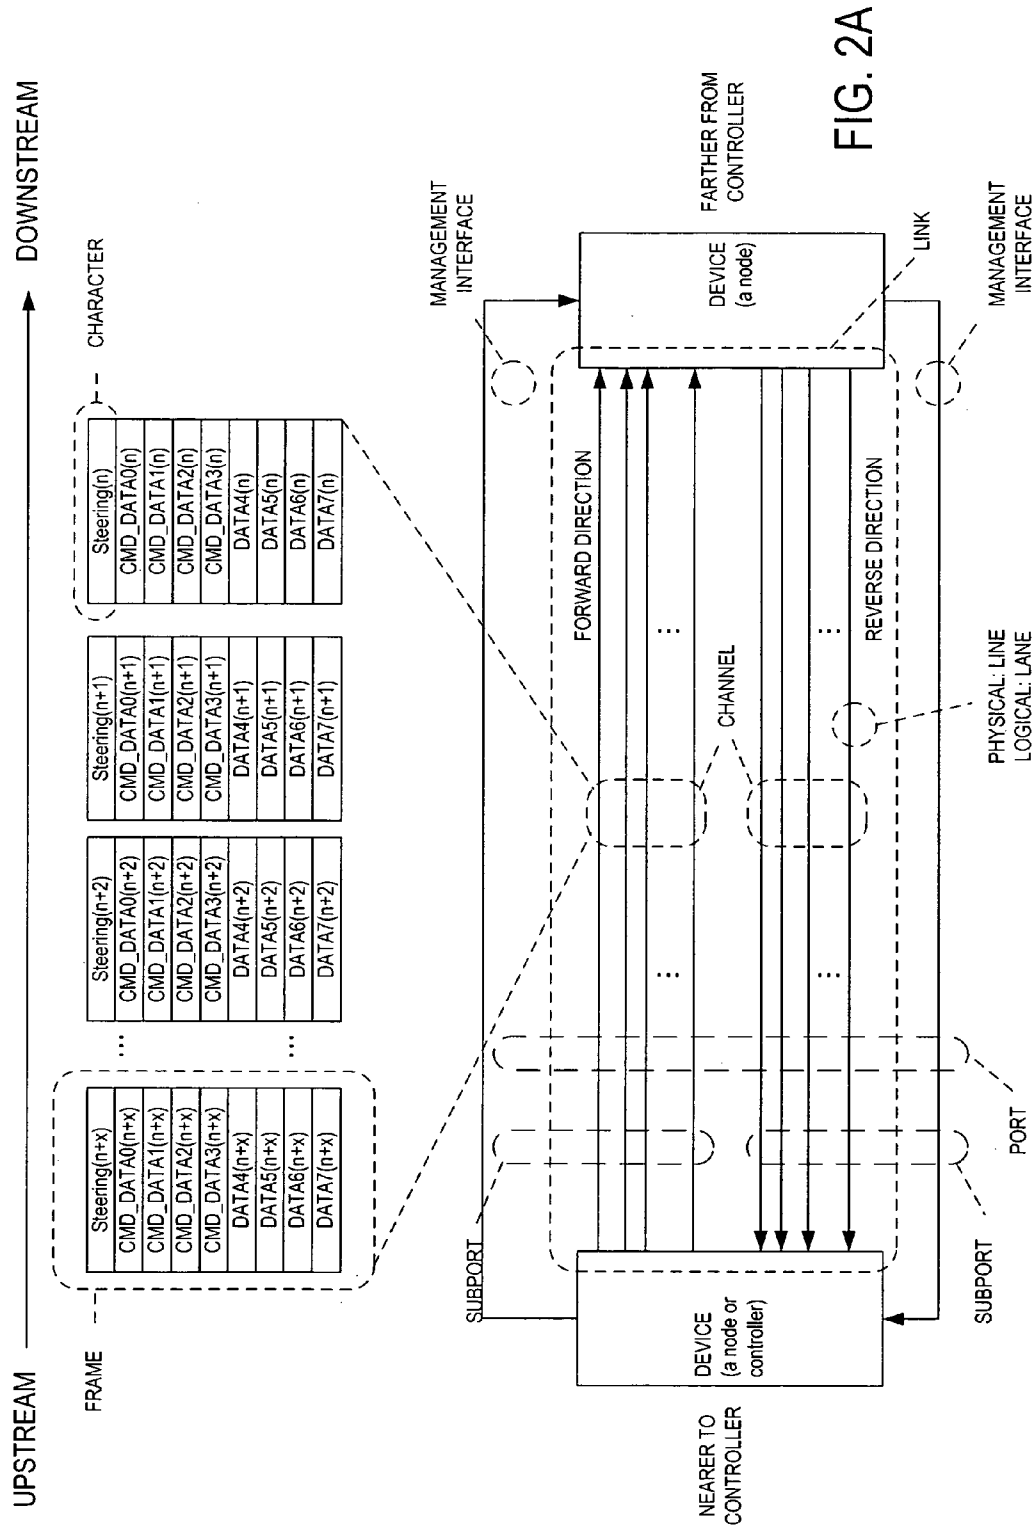 UPSTREAM
DOWNSTREAM
FRAME
CHARACTER
Steering(n+x)
CMD_DATA0(n+x)
CMD_DATA1(n+x)
CMD_DATA2(n+x)
CMD_DATA3(n+x)
DATA4(n+x)
DATA5(n+x)
DATA6(n+x)
DATA7(n+x)
...
...
Steering(n+2)
CMD_DATA0(n+2)
CMD_DATA1(n+2)
CMD_DATA2(n+2)
CMD_DATA3(n+2)
DATA4(n+2)
DATA5(n+2)
DATA6(n+2)
DATA7(n+2)
Steering(n+1)
CMD_DATA0(n+1)
CMD_DATA1(n+1)
CMD_DATA2(n+1)
CMD_DATA3(n+1)
DATA4(n+1)
DATA5(n+1)
DATA6(n+1)
DATA7(n+1)
Steering(n)
CMD_DATA0(n)
CMD_DATA1(n)
CMD_DATA2(n)
CMD_DATA3(n)
DATA4(n)
DATA5(n)
DATA6(n)
DATA7(n)
SUBPORT
MANAGEMENT
INTERFACE
FORWARD DIRECTION
...
...
NEARER TO
CONTROLLER
DEVICE
(a node or
controller)
CHANNEL
DEVICE
(a node)
FARTHER FROM
CONTROLLER
...
...
REVERSE DIRECTION
LINK
SUBPORT
PORT
PHYSICAL: LINE
LOGICAL: LANE
MANAGEMENT
INTERFACE
FIG. 2A